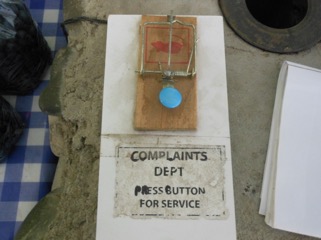 COMPLAINTS
DEPT
PRESS BUTTON
FOR SERVICE